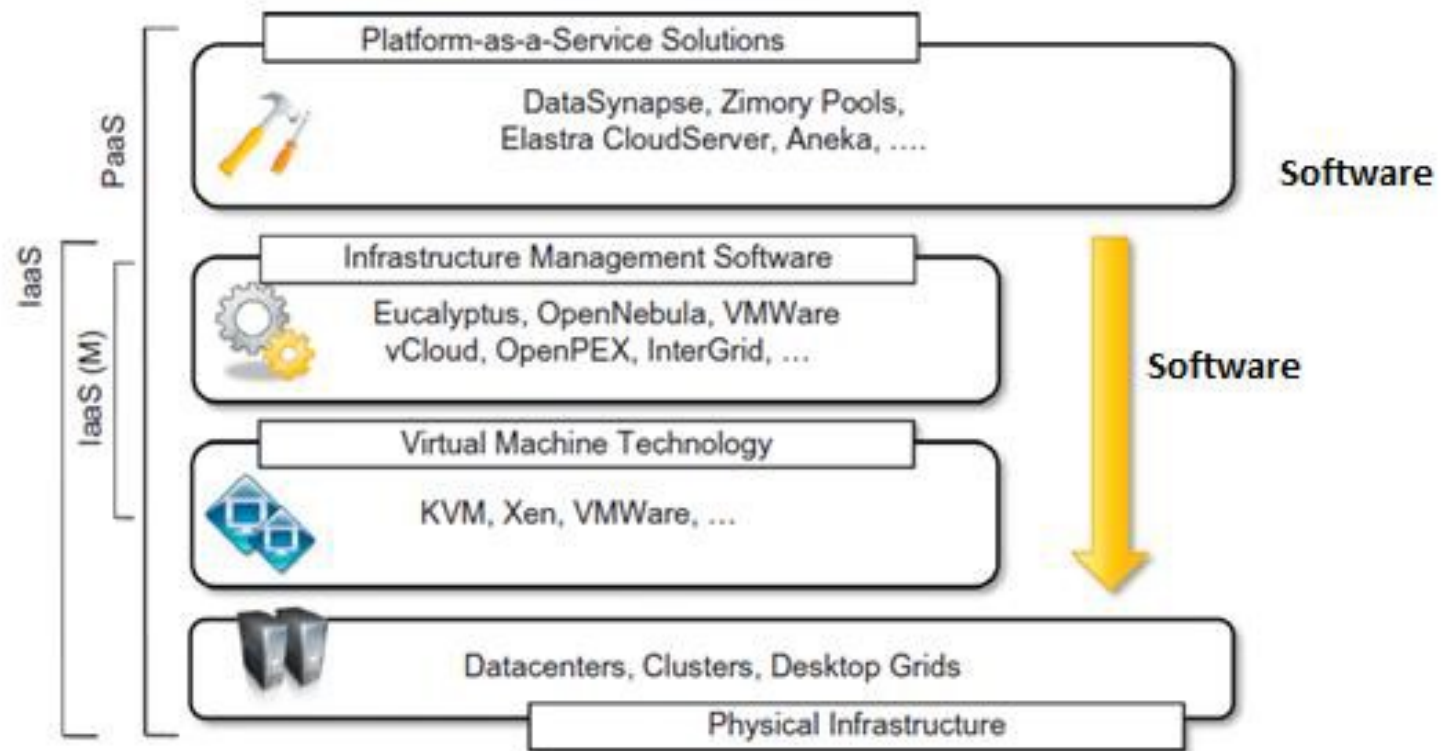 Platform-as-a-Service Solutions
DataSynapse, Zimory Pools,
Elastra CloudServer, Aneka, ....
PaaS
Software
Infrastructure Management Software
Eucalyptus, OpenNebula, VMWare
vCloud, OpenPEX, InterGrid, ...
IaaS
IaaS (M)
Software
Virtual Machine Technology
KVM, Xen, VMWare, ...
Datacenters, Clusters, Desktop Grids
Physical Infrastructure